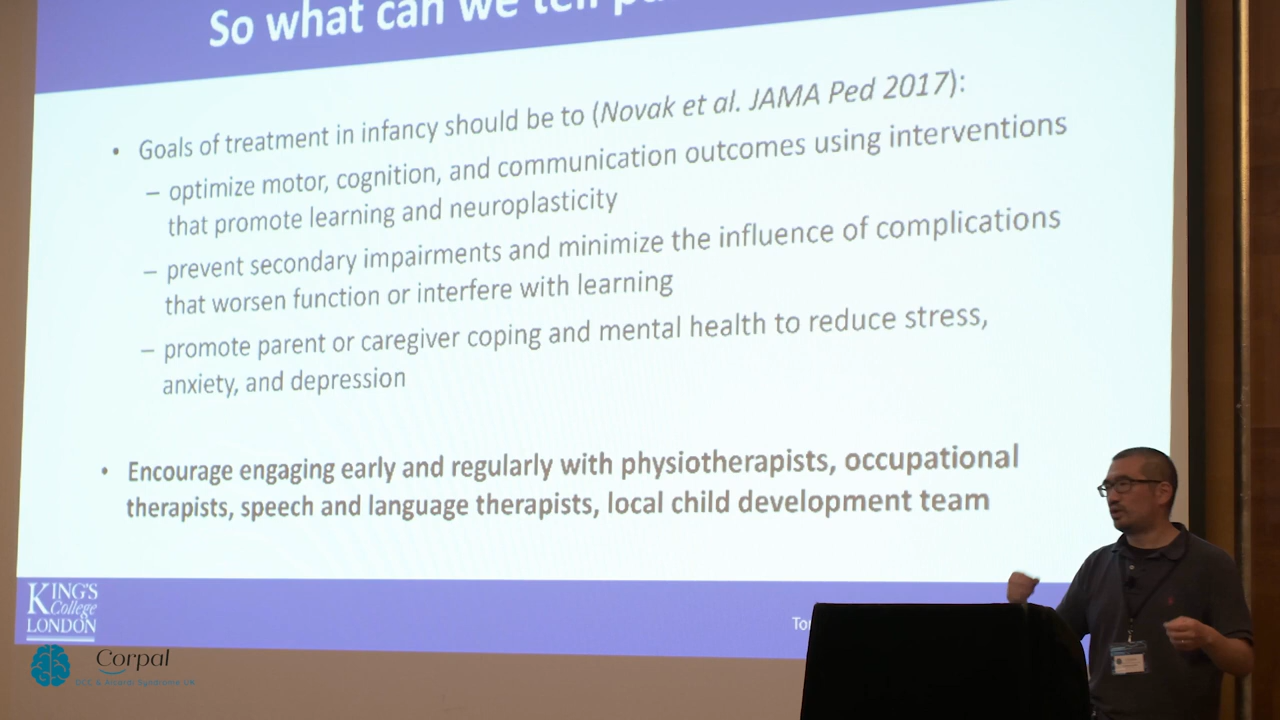 So what can we tell
• Goals of treatment in infancy should be to (Novak et al. JAMA Ped 2017):
– optimize motor, cognition, and communication outcomes using interventions
that promote learning and neuroplasticity
– prevent secondary impairments and minimize the influence of complications
that worsen function or interfere with learning
– promote parent or caregiver coping and mental health to reduce stress,
anxiety, and depression
• Encourage engaging early and regularly with physiotherapists, occupational
therapists, speech and language therapists, local child development team
KING'S
College
LONDON
Corpal